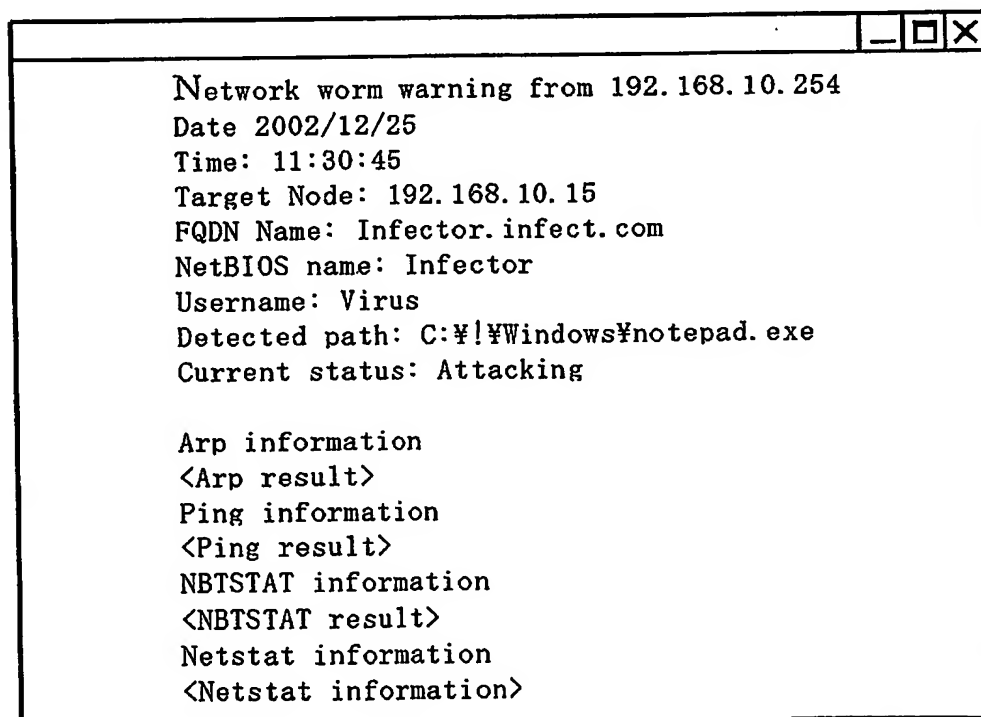 Network worm warning from 192.168.10.254
Date 2002/12/25
Time: 11:30:45
Target Node: 192.168.10.15
FQDN Name: Infector.infect.com
NetBIOS name: Infector
Username: Virus
Detected path: C:¥!¥Windows¥notepad.exe
Current status: Attacking
Arp information
<Arp result>
Ping information
<Ping result>
NBTSTAT information
<NBTSTAT result>
Netstat information
<Netstat information>